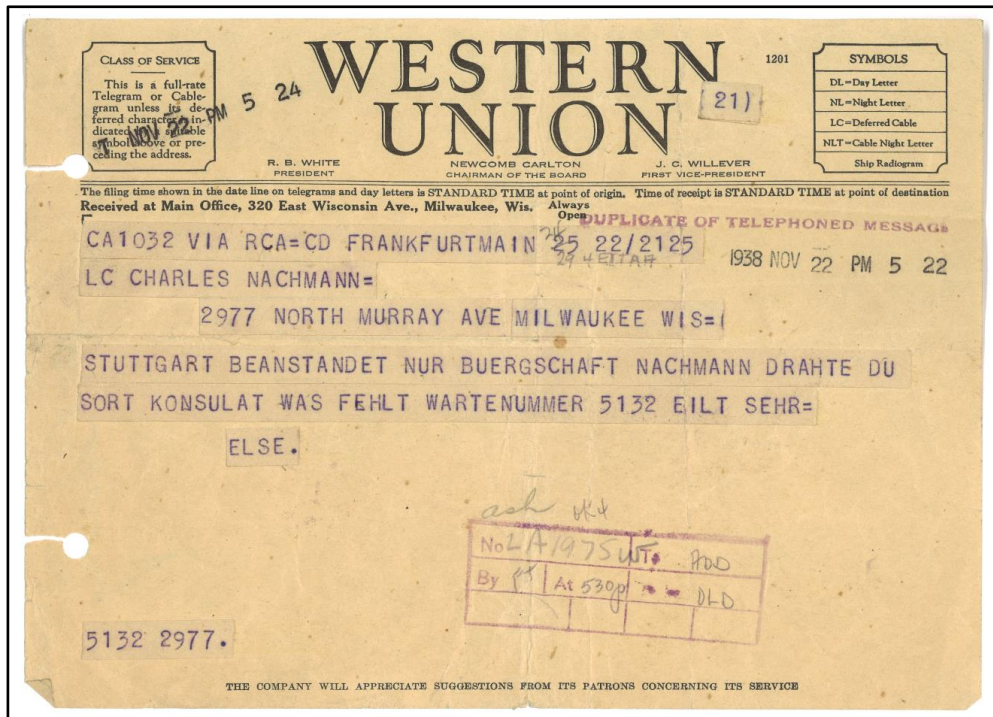 CLASS OF SERVICE
This is a full-rate
Telegram or Cable-
gram unless its de-
ferred character is in-
dicated by a suitable
symbol above or pre-
ceding the address.
T NOV 22 PM 5 24
WESTERN
UNION
1201
21)
SYMBOLS
DL=Day Letter
NL=Night Letter
LC=Deferred Cable
NLT=Cable Night Letter
Ship Radiogram
R. B. WHITE
PRESIDENT
NEWCOMB CARLTON
CHAIRMAN OF THE BOARD
J. C. WILLEVER
FIRST VICE-PRESIDENT
The filing time shown in the date line on telegrams and day letters is STANDARD TIME at point of origin. Time of receipt is STANDARD TIME at point of destination
Received at Main Office, 320 East Wisconsin Ave., Milwaukee, Wis. Always Open
DUPLICATE OF TELEPHONED MESSAGE
CA1032 VIA RCA=CD FRANKFURTMAIN 25 22/2125
1938 NOV 22 PM 5 22
LC CHARLES NACHMANN=
2977 NORTH MURRAY AVE MILWAUKEE WIS=
STUTTGART BEANSTANDET NUR BUERGSCHAFT NACHMANN DRAHTE DU
SORT KONSULAT WAS FEHLT WARTENUMMER 5132 EILT SEHR=
ELSE.
ash
No LA1975
By At 530p DLD
5132 2977.
THE COMPANY WILL APPRECIATE SUGGESTIONS FROM ITS PATRONS CONCERNING ITS SERVICE